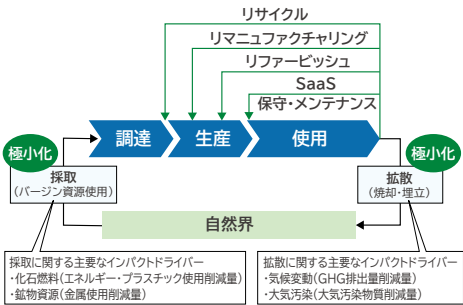 リサイクル
リマニュファクチャリング
リファービッシュ
SaaS
保守・メンテナンス
調達
生産
使用
極小化
極小化
採取
(バージン資源使用)
拡散
(焼却・埋立)
自然界
採取に関する主要なインパクトドライバー
・化石燃料(エネルギー・プラスチック使用削減量)
・鉱物資源(金属使用削減量)
拡散に関する主要なインパクトドライバー
・気候変動(GHG排出量削減量)
・大気汚染(大気汚染物質削減量)